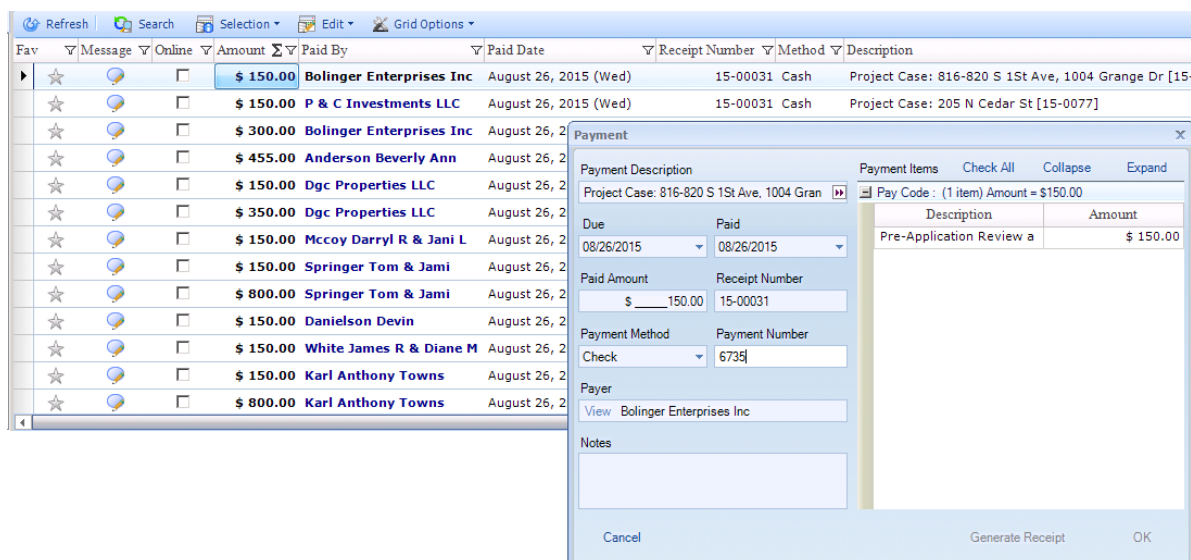 Refresh Search Selection Edit Grid Options
Fav Message Online Amount Σ Paid By Paid Date Receipt Number Method Description
$ 150.00 Bolinger Enterprises Inc August 26, 2015 (Wed) 15-00031 Cash Project Case: 816-820 S 1St Ave, 1004 Grange Dr [15-
$ 150.00 P & C Investments LLC August 26, 2015 (Wed) 15-00031 Cash Project Case: 205 N Cedar St [15-0077]
$ 300.00 Bolinger Enterprises Inc August 26, 2
$ 455.00 Anderson Beverly Ann August 26, 2
$ 150.00 Dgc Properties LLC August 26, 2
$ 350.00 Dgc Properties LLC August 26, 2
$ 150.00 Mccoy Darryl R & Jani L August 26, 2
$ 150.00 Springer Tom & Jami August 26, 2
$ 800.00 Springer Tom & Jami August 26, 2
$ 150.00 Danielson Devin August 26, 2
$ 150.00 White James R & Diane M August 26, 2
$ 150.00 Karl Anthony Towns August 26, 2
$ 800.00 Karl Anthony Towns August 26, 2
Payment x
Payment Description
Project Case: 816-820 S 1St Ave, 1004 Gran
Due Paid
08/26/2015 08/26/2015
Paid Amount Receipt Number
$ _____150.00 15-00031
Payment Method Payment Number
Check 6735
Payer
View Bolinger Enterprises Inc
Notes
Payment Items Check All Collapse Expand
Pay Code : (1 item) Amount = $150.00
Description Amount
Pre-Application Review a $ 150.00
Cancel Generate Receipt OK